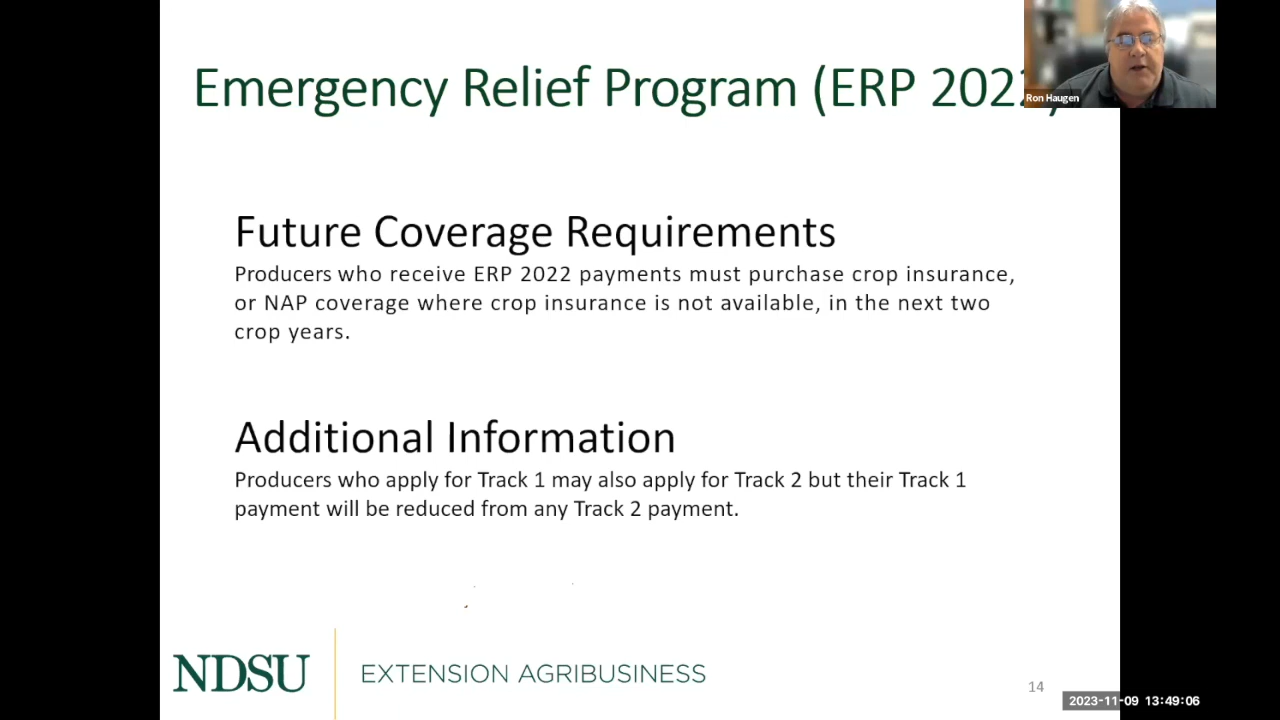 Emergency Relief Program (ERP 2022)
Ron Haugen
Future Coverage Requirements
Producers who receive ERP 2022 payments must purchase crop insurance,
or NAP coverage where crop insurance is not available, in the next two
crop years.
Additional Information
Producers who apply for Track 1 may also apply for Track 2 but their Track 1
payment will be reduced from any Track 2 payment.
NDSU
EXTENSION AGRIBUSINESS
14
2023-11-09 13:49:06